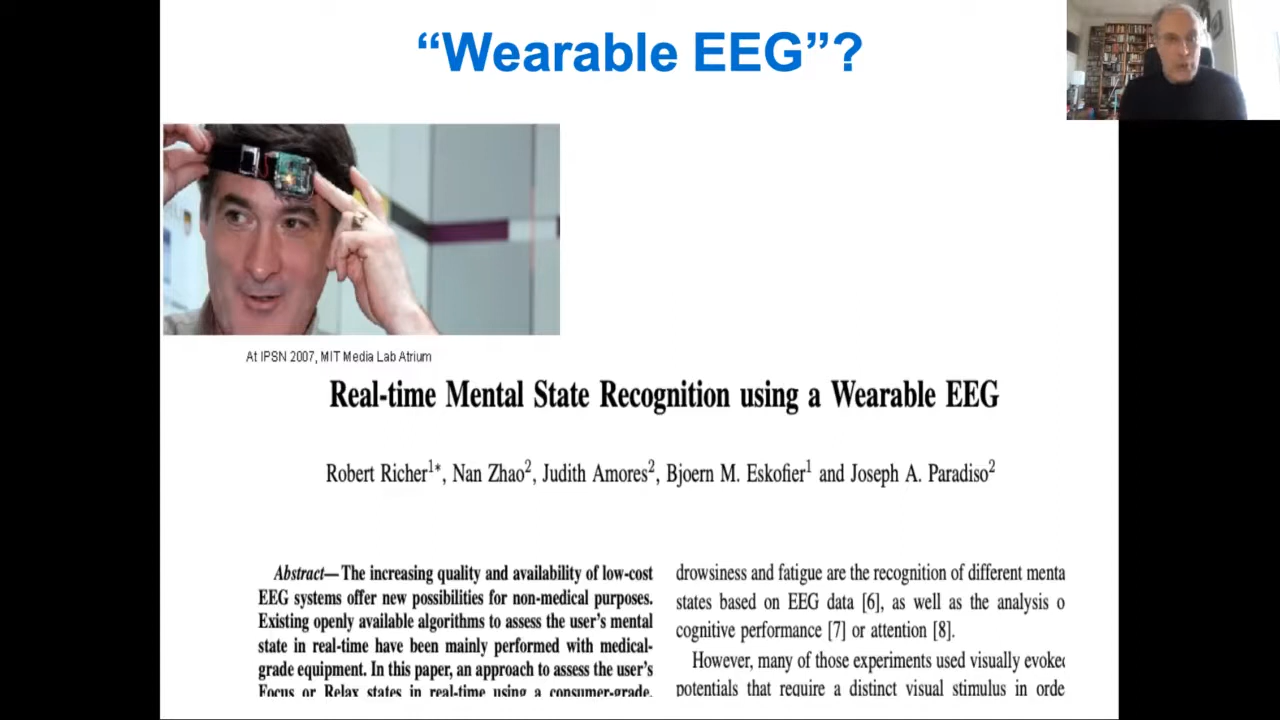 “Wearable EEG”?
At IPSN 2007, MIT Media Lab Atrium
Real-time Mental State Recognition using a Wearable EEG
Robert Richer1*, Nan Zhao2, Judith Amores2, Bjoern M. Eskofier1 and Joseph A. Paradiso2
Abstract—The increasing quality and availability of low-cost
EEG systems offer new possibilities for non-medical purposes.
Existing openly available algorithms to assess the user’s mental
state in real-time have been mainly performed with medical-
grade equipment. In this paper, an approach to assess the user’s
Focus or Relax states in real-time using a consumer-grade,
drowsiness and fatigue are the recognition of different menta
states based on EEG data [6], as well as the analysis o
cognitive performance [7] or attention [8].
However, many of those experiments used visually evoked
potentials that require a distinct visual stimulus in orde